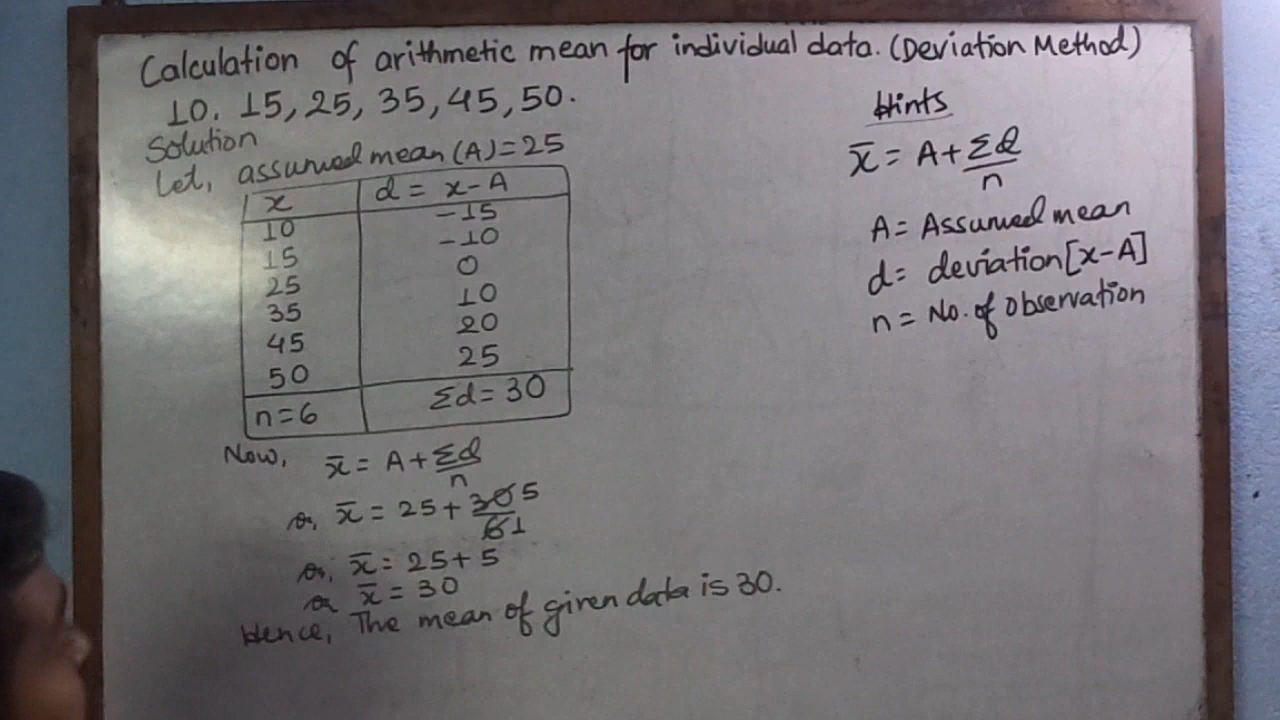 Calculation of arithmetic mean for individual data. (Deviation Method)
10, 15, 25, 35, 45, 50.
Solution
Let, assumed mean (A) = 25
x d = x-A
10 -15
15 -10
25 0
35 10
45 20
50 25
n=6 Σd = 30
Now, x̄ = A + Σd/n
or, x̄ = 25 + 30/6 5/1
or, x̄ = 25 + 5
or x̄ = 30
Hence, The mean of given data is 30.
Hints
x̄ = A + Σd/n
A = Assumed mean
d = deviation [x-A]
n = No. of observation